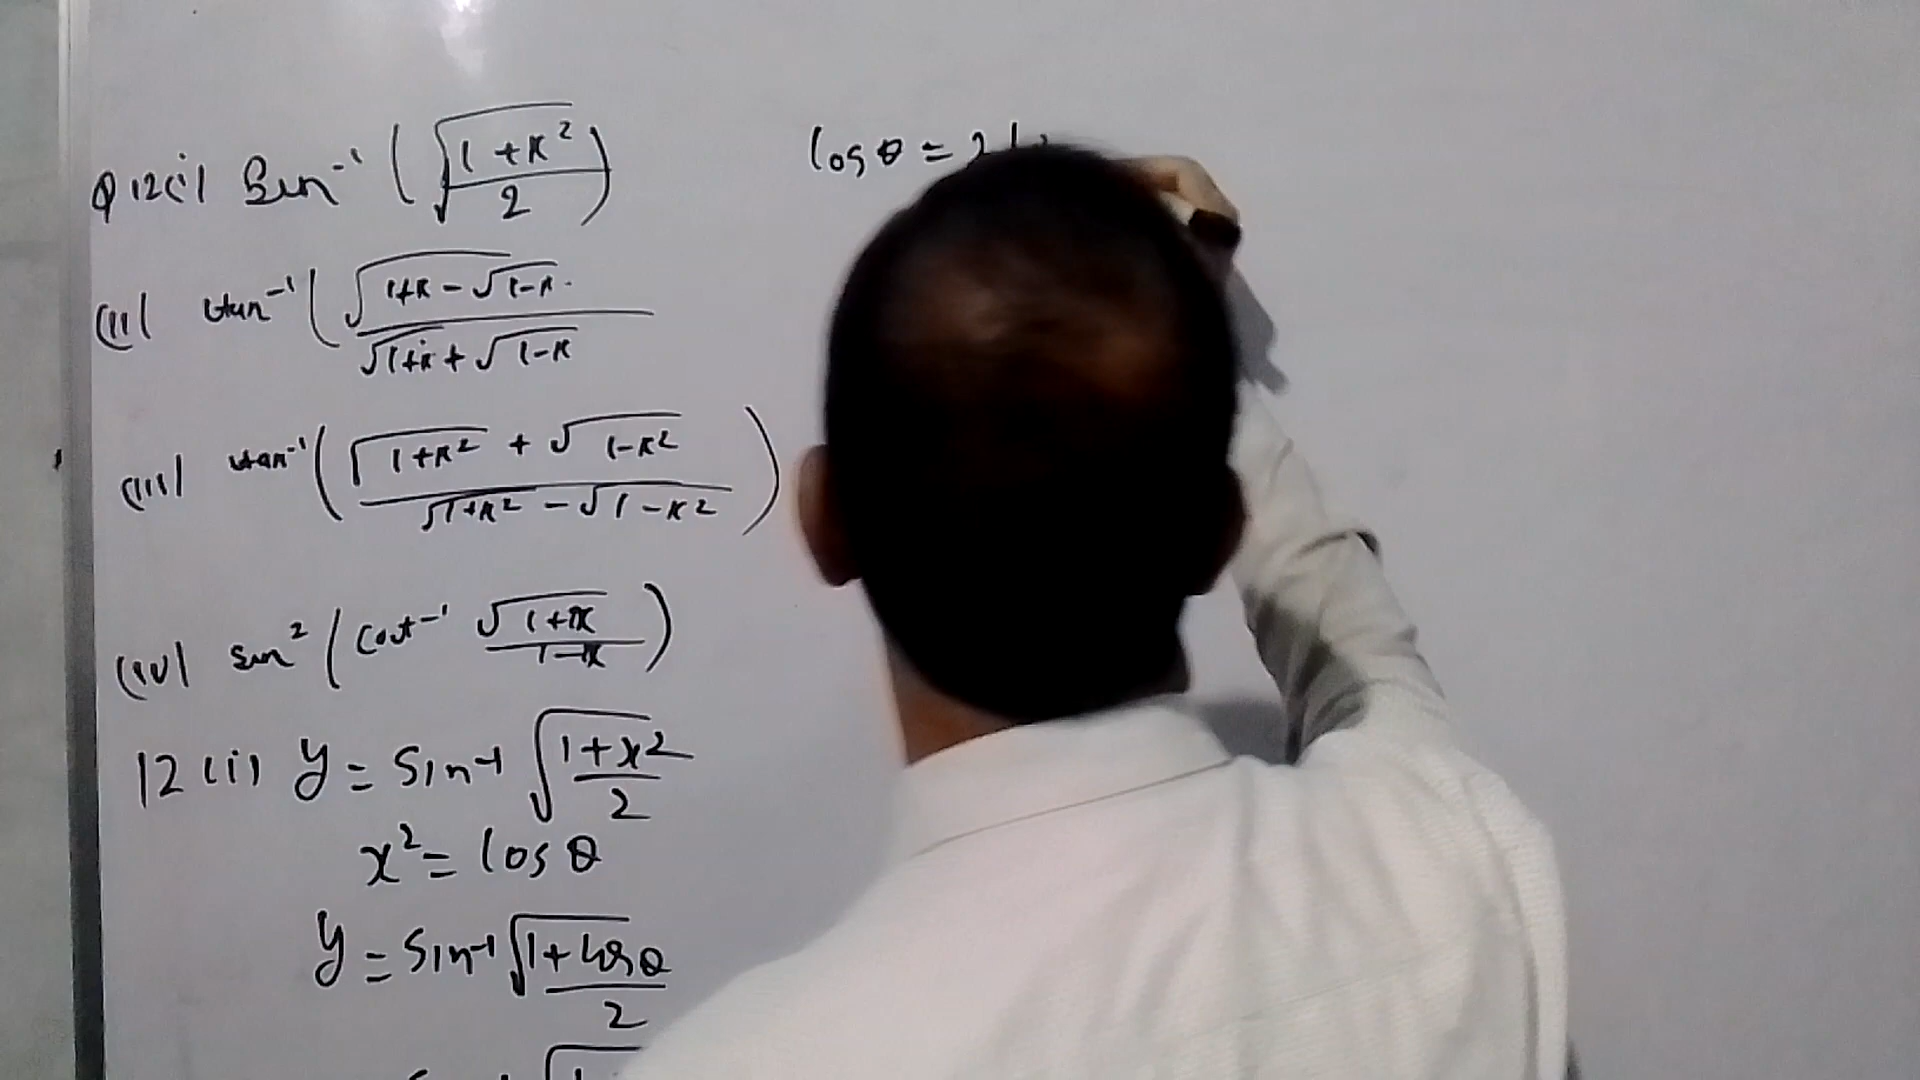 Q 12(i) Sin⁻¹ (√(1+x²)/2)
(ii) tan⁻¹ ( √1+x - √1-x / √1+x + √1-x
(iii) tan⁻¹ ( √1+x² + √1-x² / √1+x² - √1-x² )
(iv) sin² ( cot⁻¹ √1+x / 1-x )
12 (i) y = Sin⁻¹ √(1+x²/2)
x² = cos θ
y = Sin⁻¹ √(1+cosθ/2)
cos θ = 2